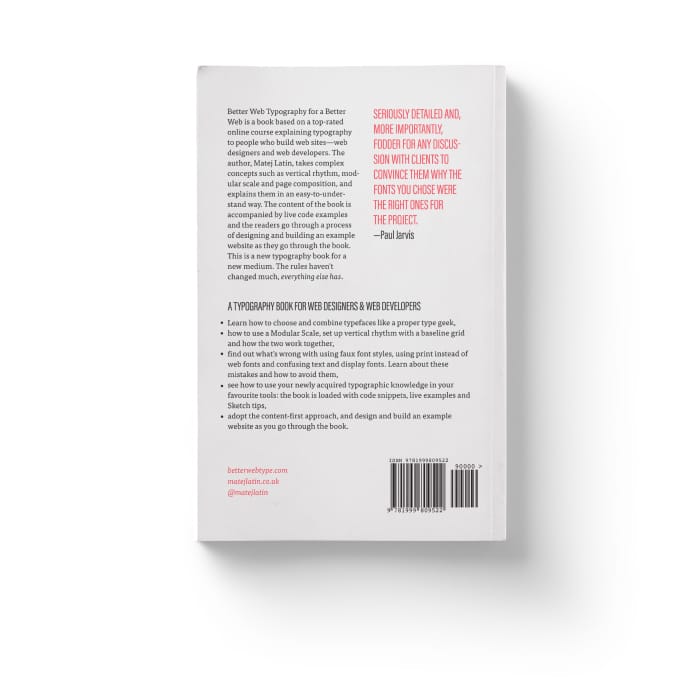 Better Web Typography for a Better
Web is a book based on a top-rated
online course explaining typography
to people who build web sites—web
designers and web developers. The
author, Matej Latin, takes complex
concepts such as vertical rhythm, mod-
ular scale and page composition, and
explains them in an easy-to-under-
stand way. The content of the book is
accompanied by live code examples
and the readers go through a process
of designing and building an example
website as they go through the book.
This is a new typography book for a
new medium. The rules haven't
changed much, everything else has.
SERIOUSLY DETAILED AND,
MORE IMPORTANTLY,
FODDER FOR ANY DISCUS-
SION WITH CLIENTS TO
CONVINCE THEM WHY THE
FONTS YOU CHOSE WERE
THE RIGHT ONES FOR
THE PROJECT.
—Paul Jarvis
A TYPOGRAPHY BOOK FOR WEB DESIGNERS & WEB DEVELOPERS
• Learn how to choose and combine typefaces like a proper type geek,
• how to use a Modular Scale, set up vertical rhythm with a baseline grid
and how the two work together,
• find out what's wrong with using faux font styles, using print instead of
web fonts and confusing text and display fonts. Learn about these
mistakes and how to avoid them,
• see how to use your newly acquired typographic knowledge in your
favourite tools: the book is loaded with code snippets, live examples and
Sketch tips,
• adopt the content-first approach, and design and build an example
website as you go through the book.
betterwebtype.com
matejlatin.co.uk
@matejlatin
ISBN 9781999809522
90000 >
9 781999 809522